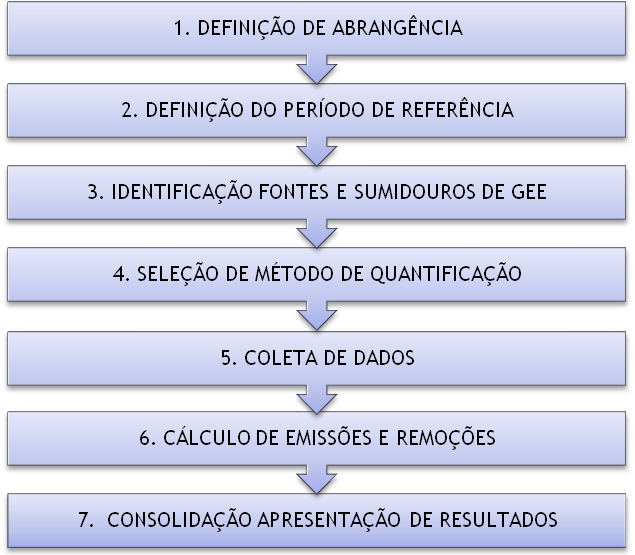 1. DEFINIÇÃO DE ABRANGÊNCIA
2. DEFINIÇÃO DO PERÍODO DE REFERÊNCIA
3. IDENTIFICAÇÃO FONTES E SUMIDOUROS DE GEE
4. SELEÇÃO DE MÉTODO DE QUANTIFICAÇÃO
5. COLETA DE DADOS
6. CÁLCULO DE EMISSÕES E REMOÇÕES
7. CONSOLIDAÇÃO APRESENTAÇÃO DE RESULTADOS